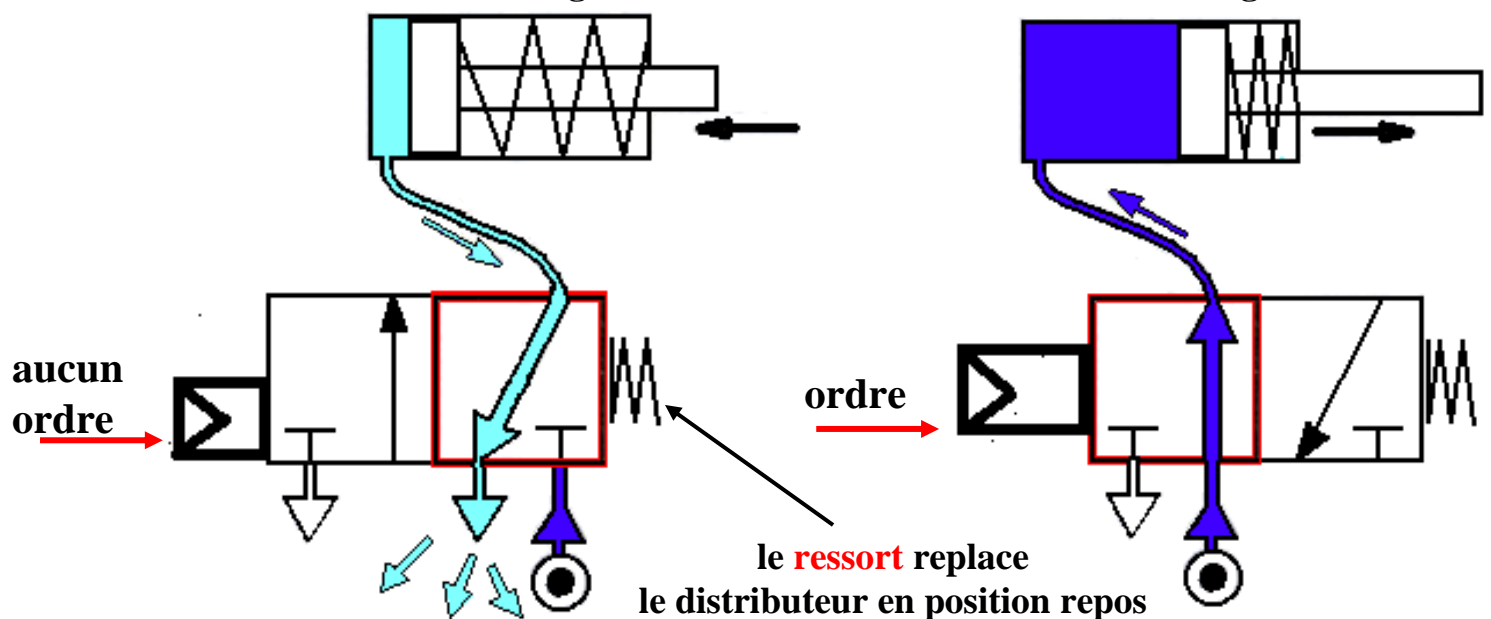 aucun
ordre
ordre
le ressort replace
le distributeur en position repos